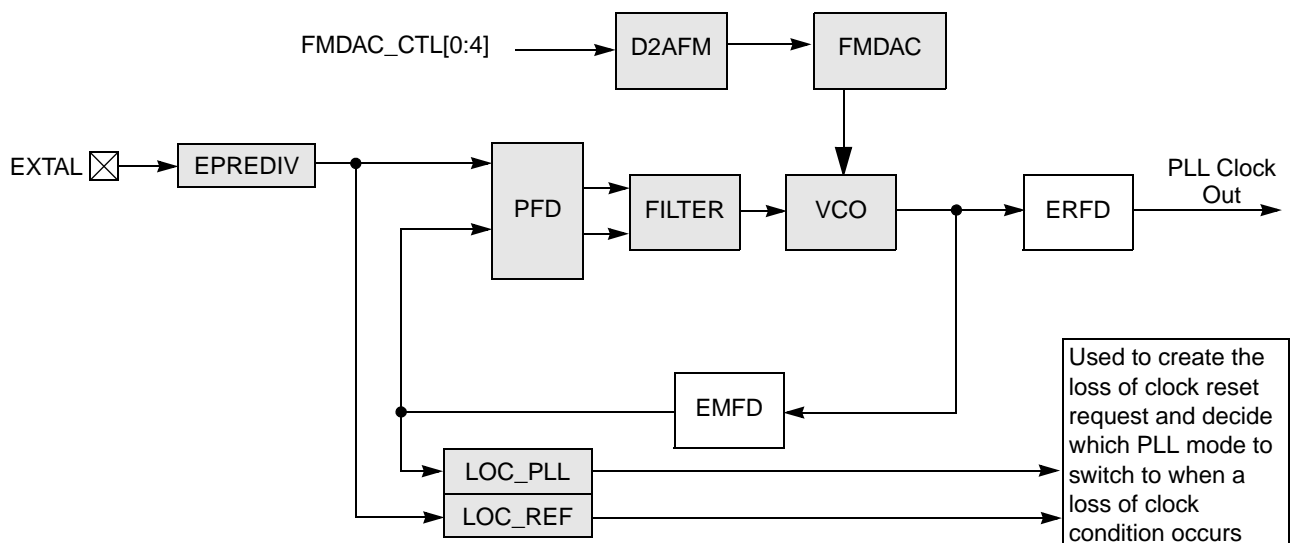 FMDAC_CTL[0:4]
D2AFM
FMDAC
EXTAL
EPREDIV
PFD
FILTER
VCO
ERFD
PLL Clock
Out
EMFD
LOC_PLL
LOC_REF
Used to create the
loss of clock reset
request and decide
which PLL mode to
switch to when a
loss of clock
condition occurs